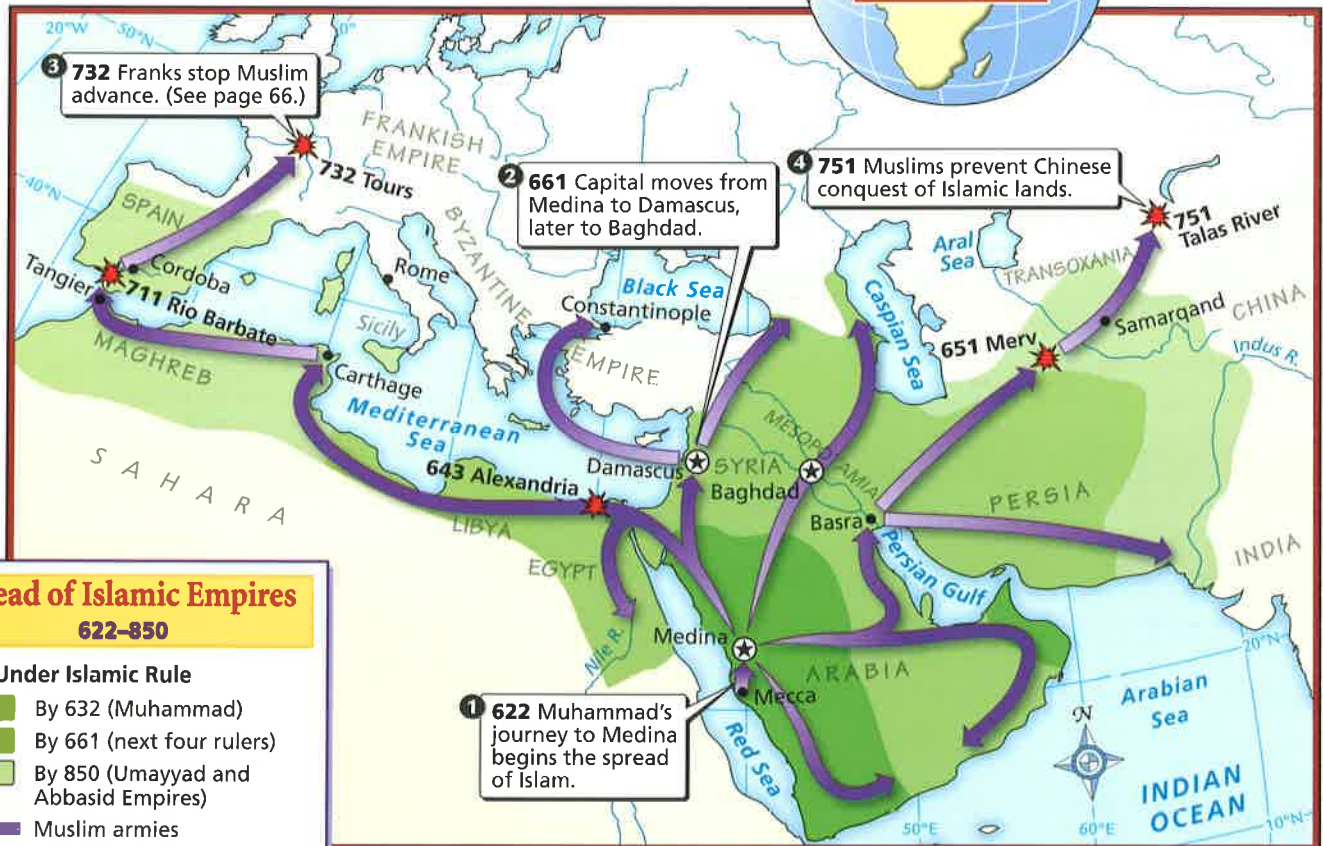 20°W
50°N
0°
❸ 732 Franks stop Muslim
advance. (See page 66.)
FRANKISH
EMPIRE
732 Tours
40°N
SPAIN
Cordoba
Tangier
711 Rio Barbate
MAGHREB
Rome
Sicily
Carthage
BYZANTINE
EMPIRE
❷ 661 Capital moves from
Medina to Damascus,
later to Baghdad.
Black Sea
Constantinople
❹ 751 Muslims prevent Chinese
conquest of Islamic lands.
751
Talas River
Aral
Sea
TRANSOXANIA
Caspian Sea
Samarqand
CHINA
Indus R.
651 Merv
Mediterranean
Sea
SAHARA
643 Alexandria
LIBYA
EGYPT
Nile R.
Damascus
SYRIA
MESOPOTAMIA
Baghdad
Basra
PERSIA
INDIA
Persian Gulf
Medina
Mecca
ARABIA
Red Sea
❶ 622 Muhammad's
journey to Medina
begins the spread
of Islam.
20°N
Arabian
Sea
N
INDIAN
OCEAN
50°E
60°E
10°N
ead of Islamic Empires
622–850
Under Islamic Rule
By 632 (Muhammad)
By 661 (next four rulers)
By 850 (Umayyad and
Abbasid Empires)
Muslim armies